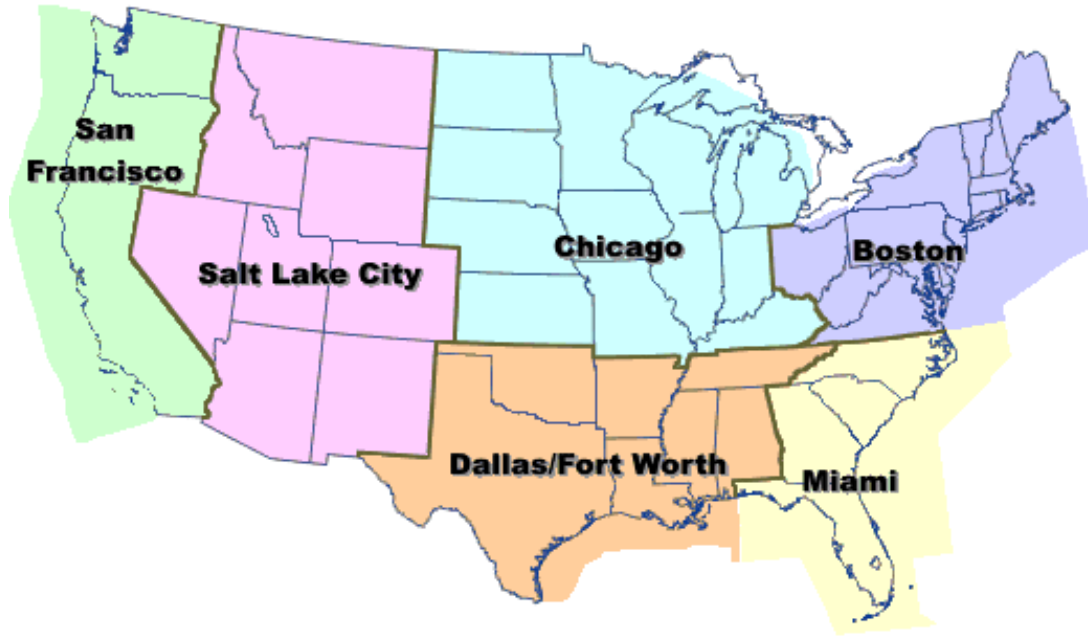 San
Francisco
Salt Lake City
Chicago
Boston
Dallas/Fort Worth
Miami